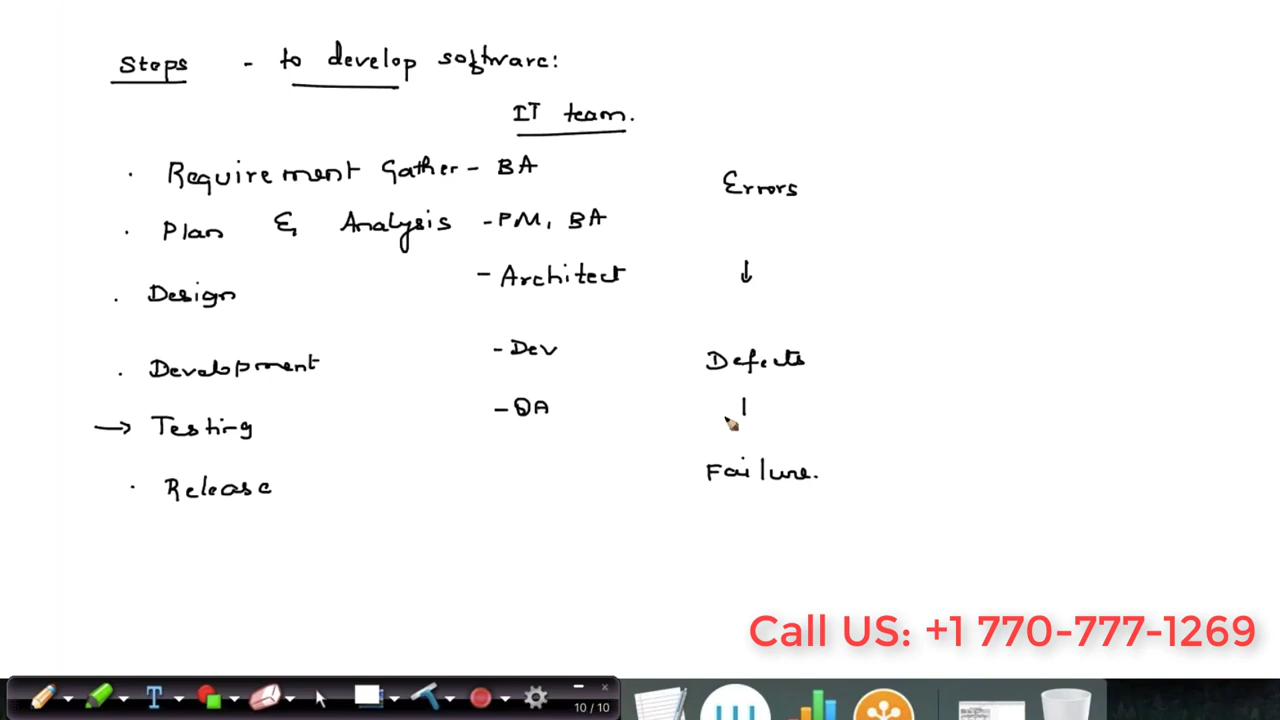 Steps - to develop software:
IT team.
. Requirement Gather - BA
. Plan & Analysis - PM, BA
. Design - Architect
. Development - Dev
→ Testing - QA
. Release
Errors
↓
Defects
|
Failure.
Call US: +1 770-777-1269
T
10 / 10